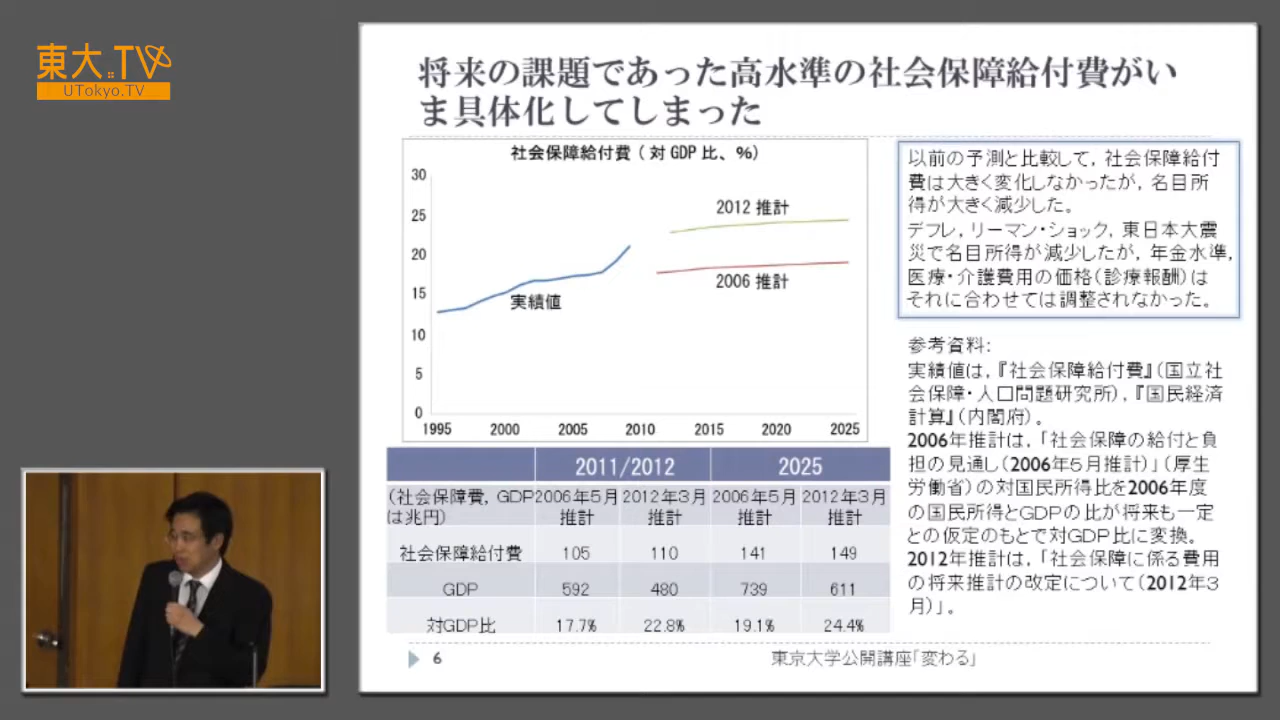 東大.TV
UTokyo.TV
将来の課題であった高水準の社会保障給付費がい
ま具体化してしまった
社会保障給付費（対GDP比、%）
30
25
20
15
10
5
0
2012 推計
2006 推計
実績値
1995 2000 2005 2010 2015 2020 2025
以前の予測と比較して，社会保障給付
費は大きく変化しなかったが，名目所
得が大きく減少した。
デフレ，リーマン・ショック，東日本大震
災で名目所得が減少したが，年金水準，
医療・介護費用の価格（診療報酬）は
それに合わせては調整されなかった。
参考資料：
実績値は，『社会保障給付費』（国立社
会保障・人口問題研究所），『国民経済
計算』（内閣府）。
2006年推計は，「社会保障の給付と負
担の見通し（2006年5月推計）」（厚生
労働省）の対国民所得比を2006年度
の国民所得とGDPの比が将来も一定
との仮定のもとで対GDP比に変換。
2012年推計は，「社会保障に係る費用
の将来推計の改定について（2012年3
月）」。
2011/2012 2025
（社会保障費，GDP 2006年5月 2012年3月 2006年5月 2012年3月
は兆円） 推計 推計 推計 推計
社会保障給付費 105 110 141 149
GDP 592 480 739 611
対GDP比 17.7% 22.8% 19.1% 24.4%
6 東京大学公開講座「変わる」